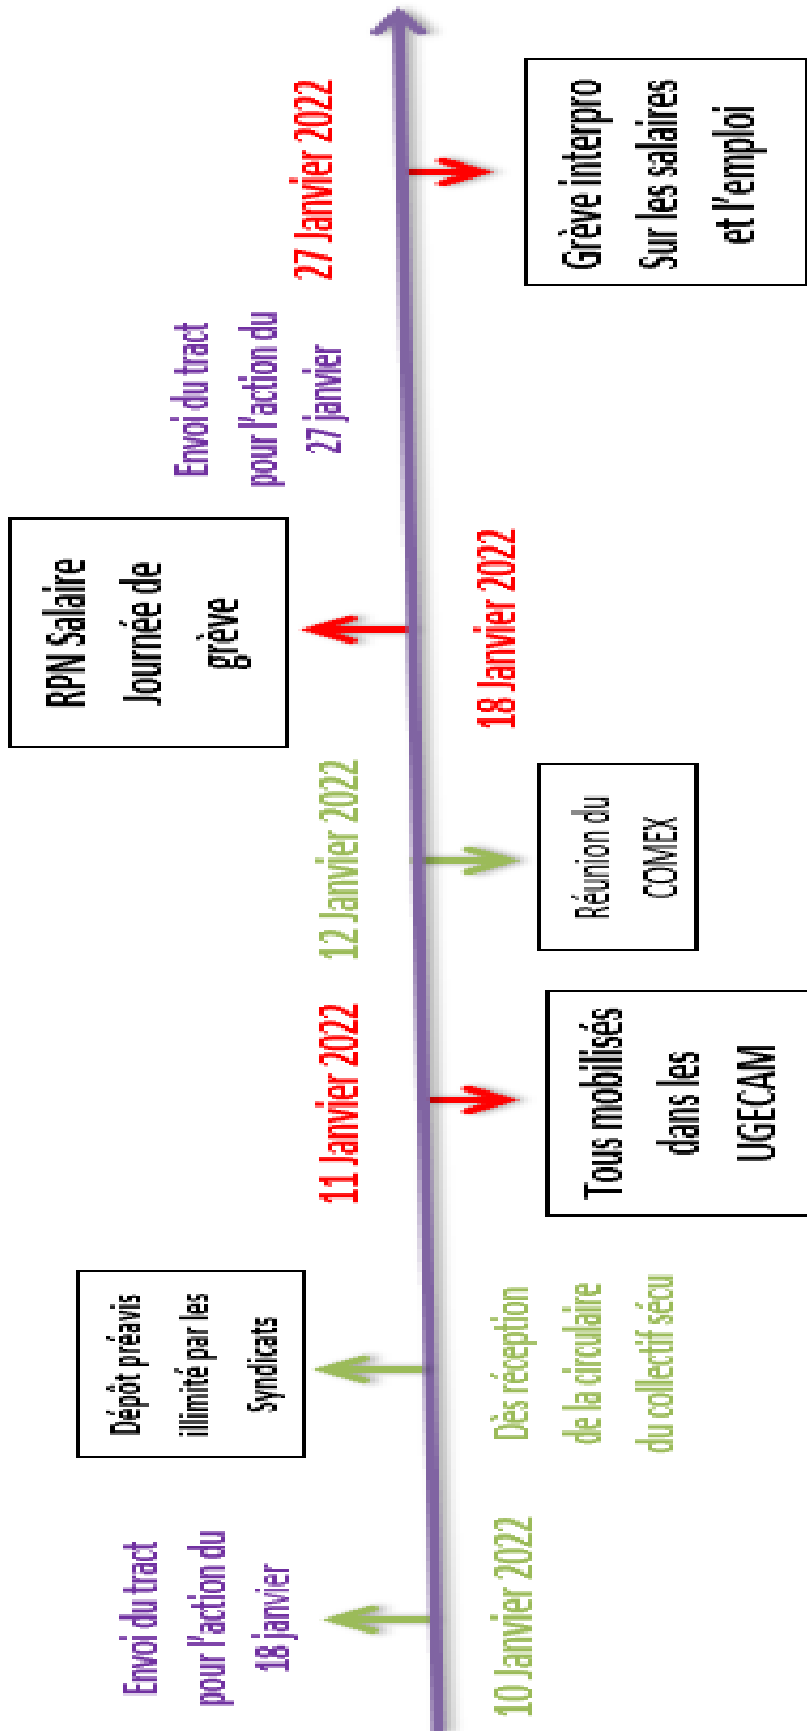 Envoi du tract
pour l'action du
18 janvier
10 Janvier 2022
Dépôt préavis
illimité par les
Syndicats
Dès réception
de la circulaire
du collectif sécu
11 Janvier 2022
Tous mobilisés
dans les
UGECAM
12 Janvier 2022
Réunion du
COMEX
RPN Salaire
Journée de
grève
18 Janvier 2022
Envoi du tract
pour l'action du
27 janvier
27 Janvier 2022
Grève interpro
Sur les salaires
et l'emploi